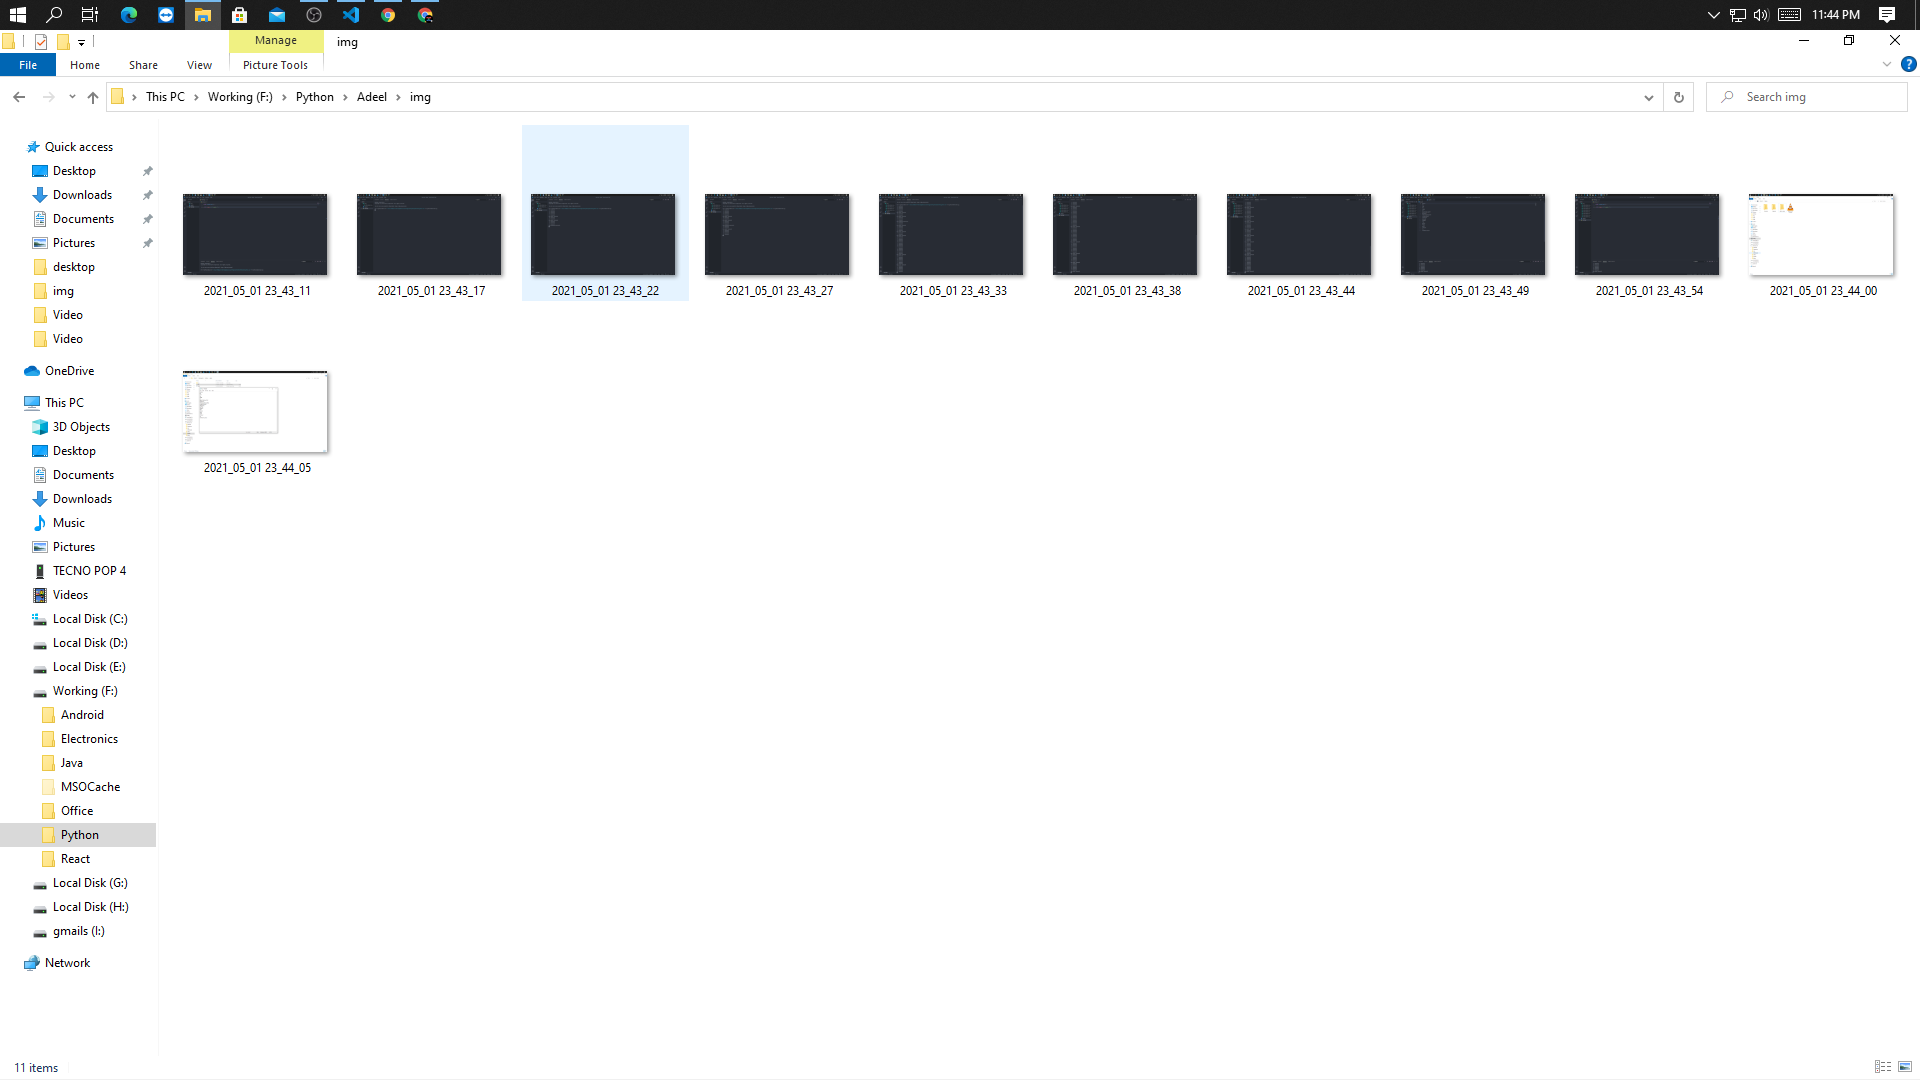 11:44 PM
Manage
img
File
Home
Share
View
Picture Tools
This PC
Working (F:)
Python
Adeel
img
Search img
Quick access
Desktop
Downloads
Documents
Pictures
desktop
img
Video
Video
OneDrive
This PC
3D Objects
Desktop
Documents
Downloads
Music
Pictures
TECNO POP 4
Videos
Local Disk (C:)
Local Disk (D:)
Local Disk (E:)
Working (F:)
Android
Electronics
Java
MSOCache
Office
Python
React
Local Disk (G:)
Local Disk (H:)
gmails (I:)
Network
2021_05_01 23_43_11
2021_05_01 23_43_17
2021_05_01 23_43_22
2021_05_01 23_43_27
2021_05_01 23_43_33
2021_05_01 23_43_38
2021_05_01 23_43_44
2021_05_01 23_43_49
2021_05_01 23_43_54
2021_05_01 23_44_00
2021_05_01 23_44_05
11 items